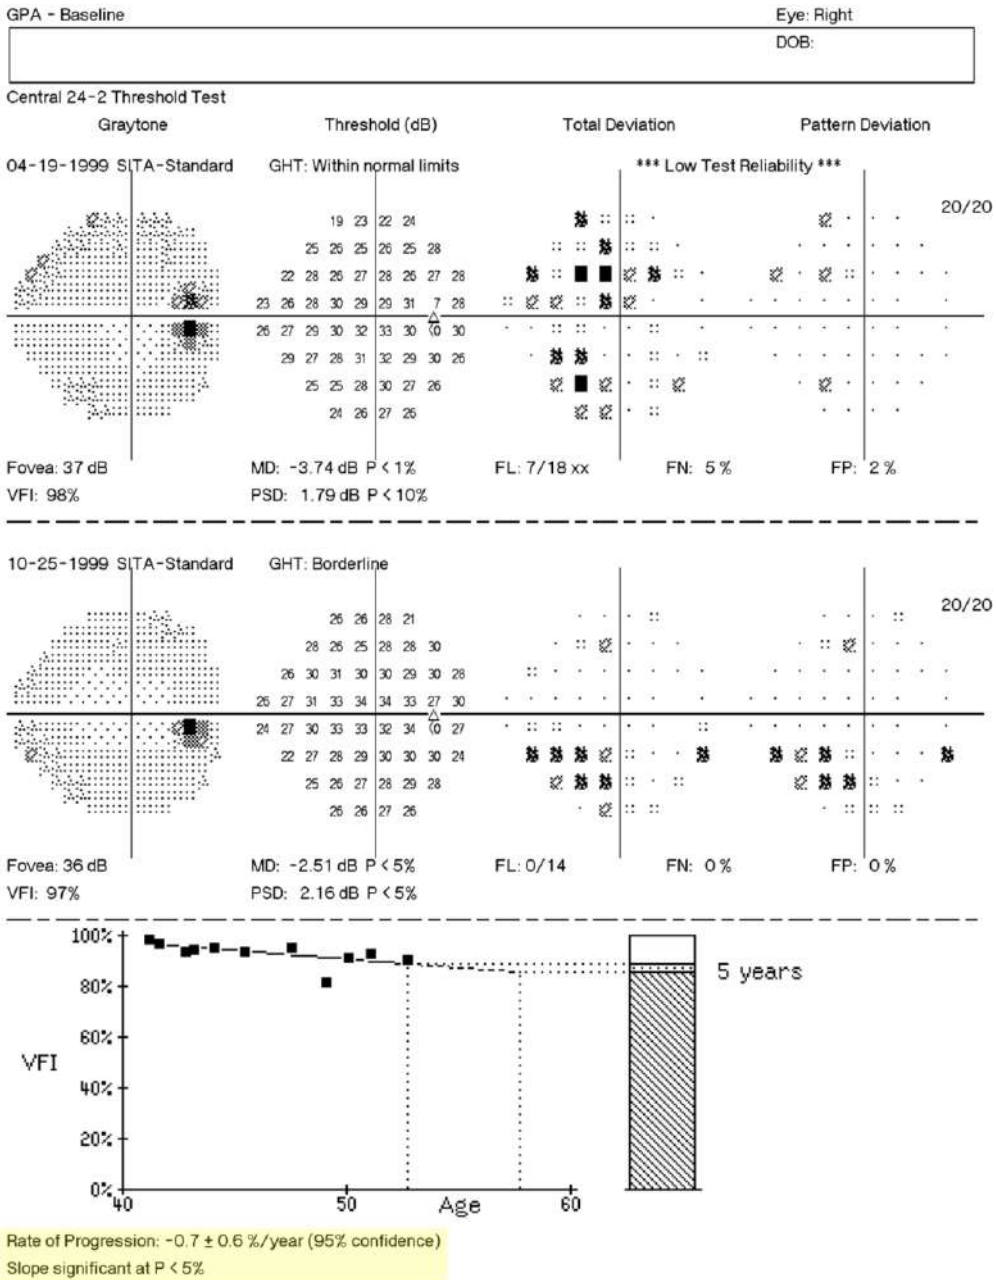 GPA - Baseline
Eye: Right
DOB:
Central 24-2 Threshold Test
Graytone Threshold (dB) Total Deviation Pattern Deviation
04-19-1999 SITA-Standard GHT: Within normal limits *** Low Test Reliability ***
20/20
19 23 22 24
25 26 25 26 25 28
22 28 26 27 28 26 27 28
23 26 28 30 29 29 31 7 28
26 27 29 30 32 33 30 <0 30
29 27 28 31 32 29 30 26
25 25 28 30 27 26
24 26 27 26
Fovea: 37 dB MD: -3.74 dB P < 1% FL: 7/18 xx FN: 5 % FP: 2 %
VFI: 98% PSD: 1.79 dB P < 10%
10-25-1999 SITA-Standard GHT: Borderline
20/20
26 26 28 21
28 26 25 28 28 30
26 30 31 30 30 29 30 28
26 27 31 33 34 34 33 27 30
24 27 30 33 33 32 34 <0 27
22 27 28 29 30 30 30 24
25 26 27 28 29 28
26 26 27 26
Fovea: 36 dB MD: -2.51 dB P < 5% FL: 0/14 FN: 0 % FP: 0 %
VFI: 97% PSD: 2.16 dB P < 5%
100%
5 years
80%
60%
VFI
40%
20%
0%
40 50 Age 60
Rate of Progression: -0.7 ± 0.6 %/year (95% confidence)
Slope significant at P < 5%